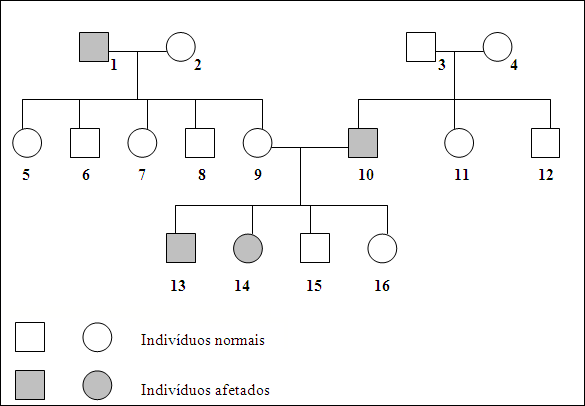 1 2 3 4
5 6 7 8 9 10 11 12
13 14 15 16
Indivíduos normais
Indivíduos afetados